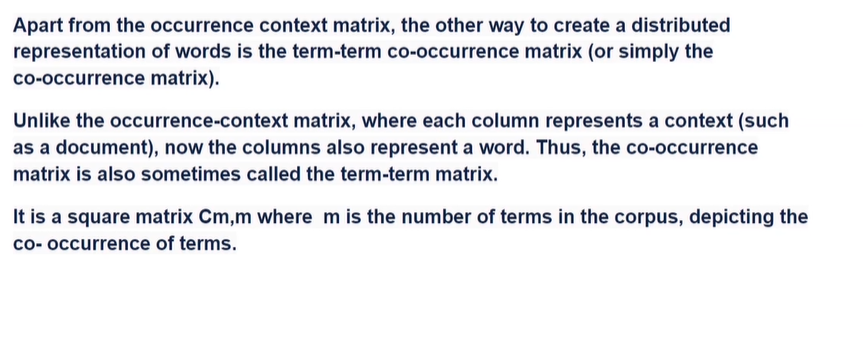 Apart from the occurrence context matrix, the other way to create a distributed
representation of words is the term-term co-occurrence matrix (or simply the
co-occurrence matrix).
Unlike the occurrence-context matrix, where each column represents a context (such
as a document), now the columns also represent a word. Thus, the co-occurrence
matrix is also sometimes called the term-term matrix.
It is a square matrix Cm,m where m is the number of terms in the corpus, depicting the
co- occurrence of terms.